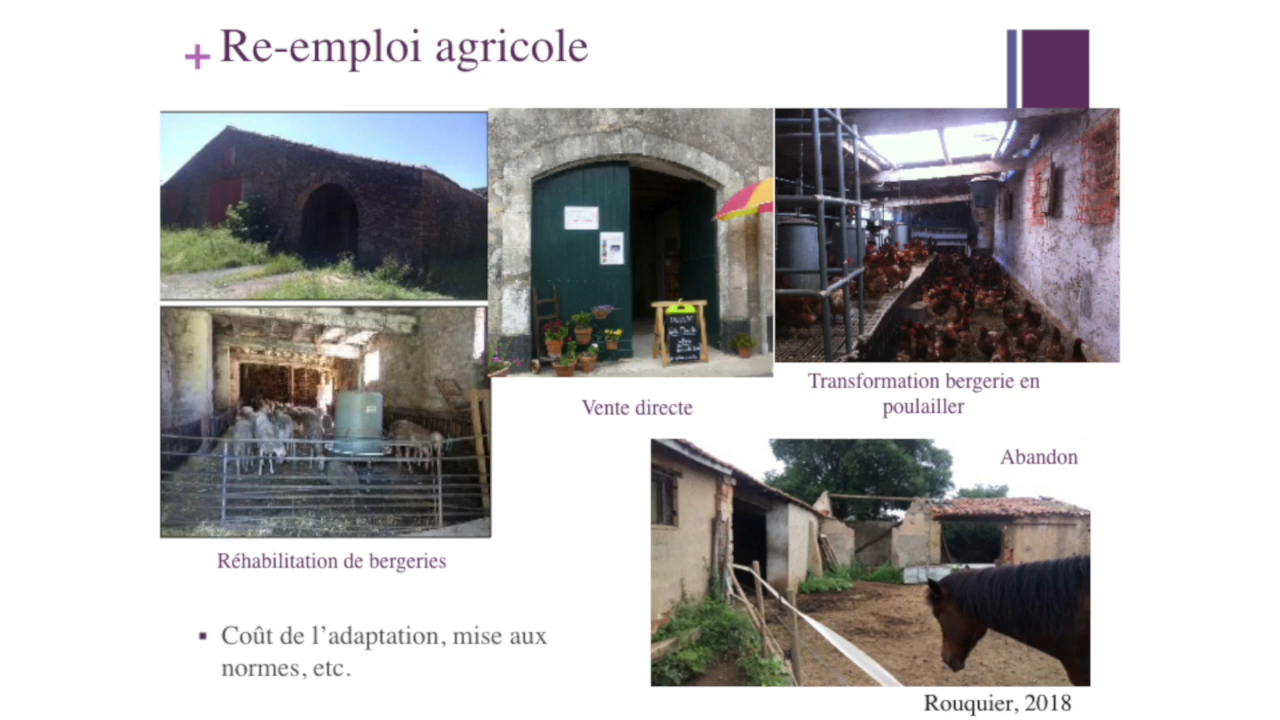 + Re-emploi agricole
Vente directe
Transformation bergerie en
poulailler
Abandon
Réhabilitation de bergeries
▪ Coût de l’adaptation, mise aux
normes, etc.
Rouquier, 2018